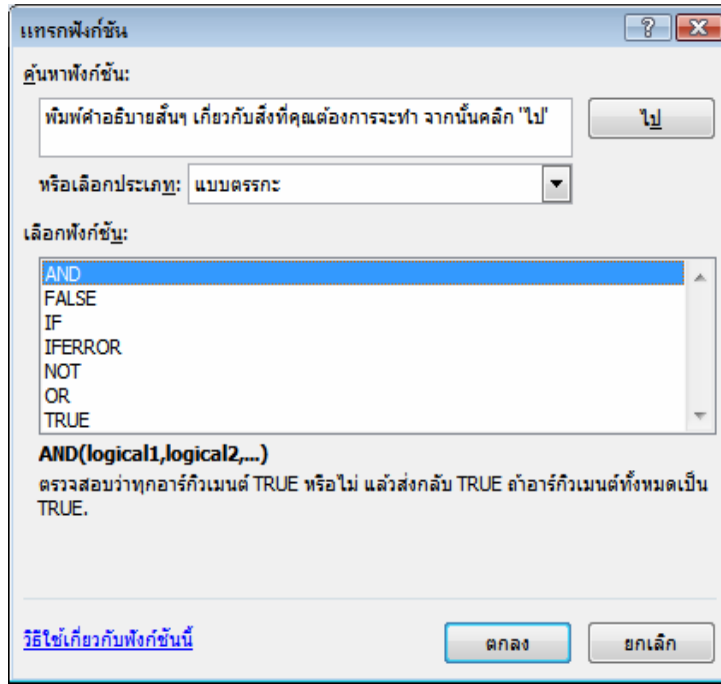 แทรกฟังก์ชัน
ค้นหาฟังก์ชัน:
พิมพ์คำอธิบายสั้นๆ เกี่ยวกับสิ่งที่คุณต้องการจะทำ จากนั้นคลิก 'ไป' ไป
หรือเลือกประเภท: แบบตรรกะ
เลือกฟังก์ชัน:
AND
FALSE
IF
IFERROR
NOT
OR
TRUE
AND(logical1,logical2,...)
ตรวจสอบว่าทุกอาร์กิวเมนต์ TRUE หรือไม่ แล้วส่งกลับ TRUE ถ้าอาร์กิวเมนต์ทั้งหมดเป็น
TRUE.
วิธีใช้เกี่ยวกับฟังก์ชันนี้ ตกลง ยกเลิก